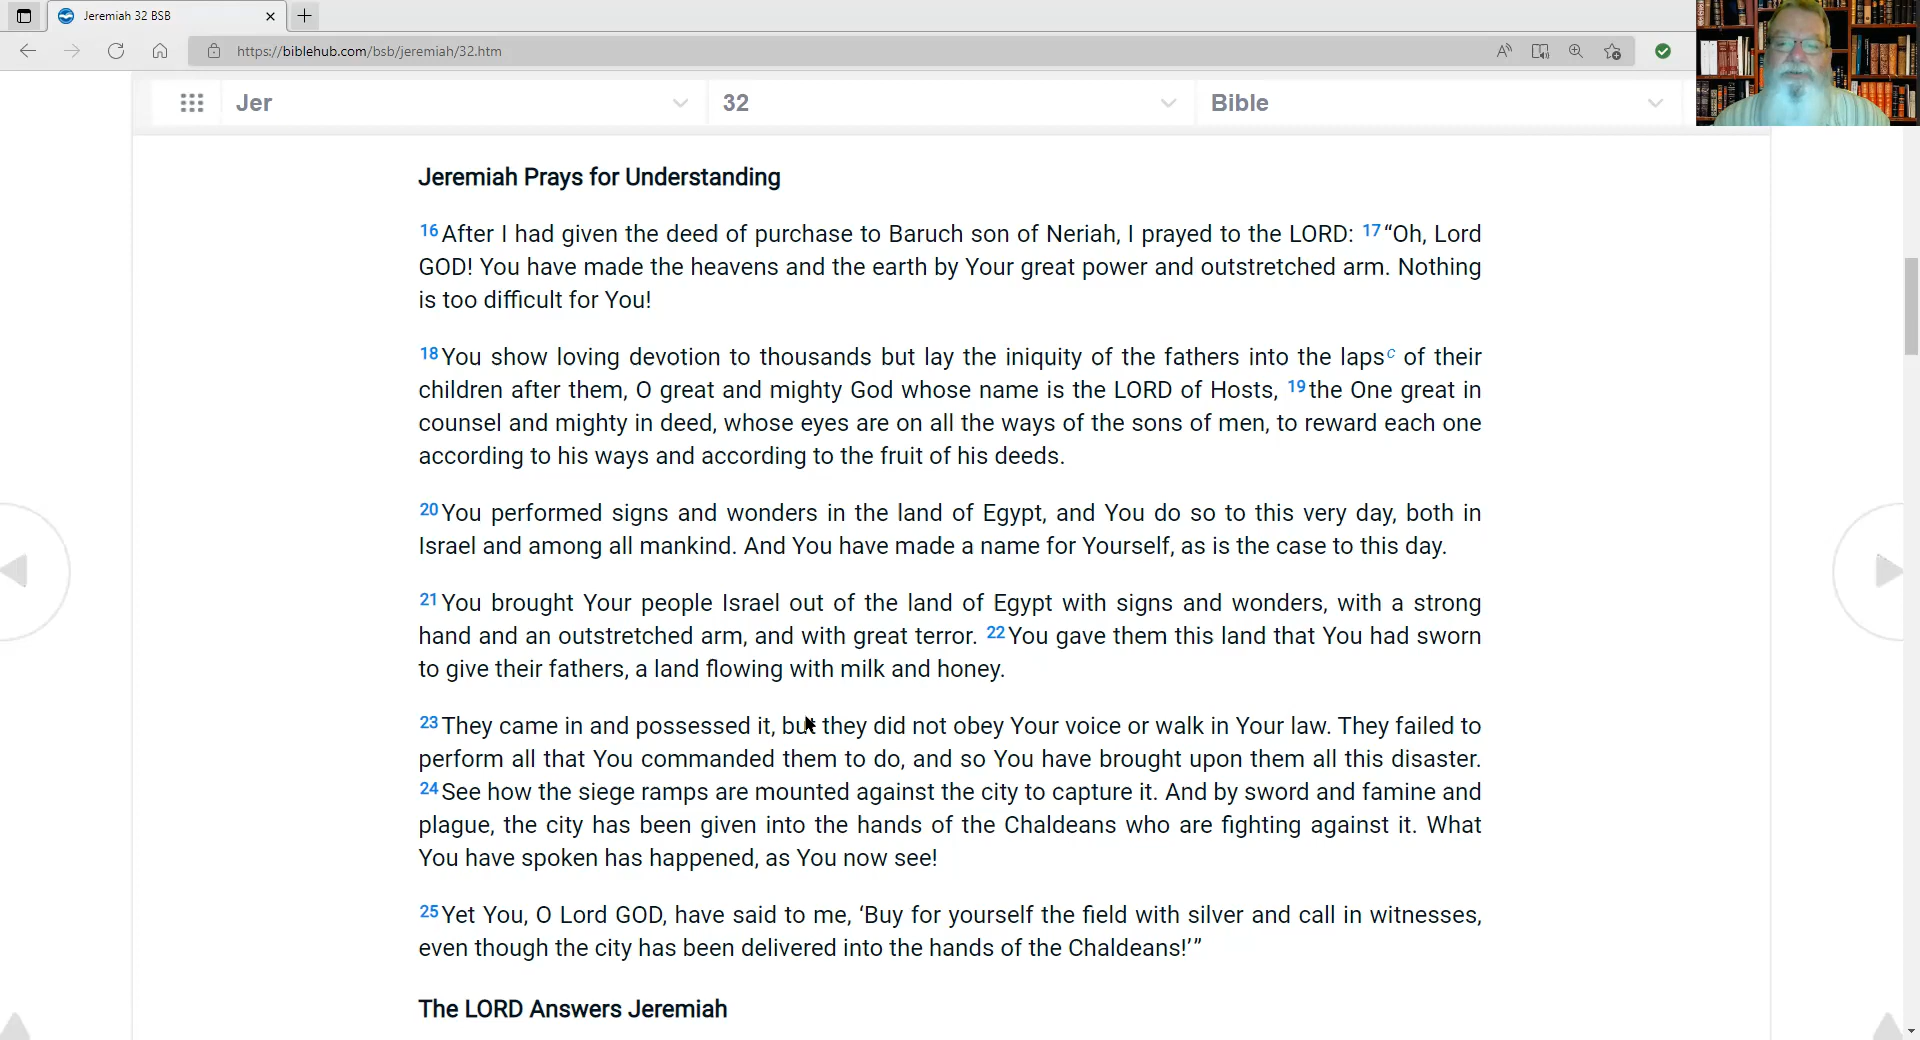 Jeremiah 32 BSB
https://biblehub.com/bsb/jeremiah/32.htm
Jer
32
Bible
Jeremiah Prays for Understanding
16 After I had given the deed of purchase to Baruch son of Neriah, I prayed to the LORD: 17 “Oh, Lord
GOD! You have made the heavens and the earth by Your great power and outstretched arm. Nothing
is too difficult for You!
18 You show loving devotion to thousands but lay the iniquity of the fathers into the laps c of their
children after them, O great and mighty God whose name is the LORD of Hosts, 19 the One great in
counsel and mighty in deed, whose eyes are on all the ways of the sons of men, to reward each one
according to his ways and according to the fruit of his deeds.
20 You performed signs and wonders in the land of Egypt, and You do so to this very day, both in
Israel and among all mankind. And You have made a name for Yourself, as is the case to this day.
21 You brought Your people Israel out of the land of Egypt with signs and wonders, with a strong
hand and an outstretched arm, and with great terror. 22 You gave them this land that You had sworn
to give their fathers, a land flowing with milk and honey.
23 They came in and possessed it, but they did not obey Your voice or walk in Your law. They failed to
perform all that You commanded them to do, and so You have brought upon them all this disaster.
24 See how the siege ramps are mounted against the city to capture it. And by sword and famine and
plague, the city has been given into the hands of the Chaldeans who are fighting against it. What
You have spoken has happened, as You now see!
25 Yet You, O Lord GOD, have said to me, ‘Buy for yourself the field with silver and call in witnesses,
even though the city has been delivered into the hands of the Chaldeans!’”
The LORD Answers Jeremiah